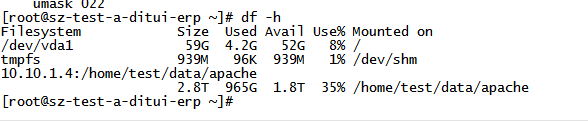 umask 022
[root@sz-test-a-ditui-erp ~]# df -h
Filesystem Size Used Avail Use% Mounted on
/dev/vda1 59G 4.2G 52G 8% /
tmpfs 939M 96K 939M 1% /dev/shm
10.10.1.4:/home/test/data/apache
2.8T 965G 1.8T 35% /home/test/data/apache
[root@sz-test-a-ditui-erp ~]#